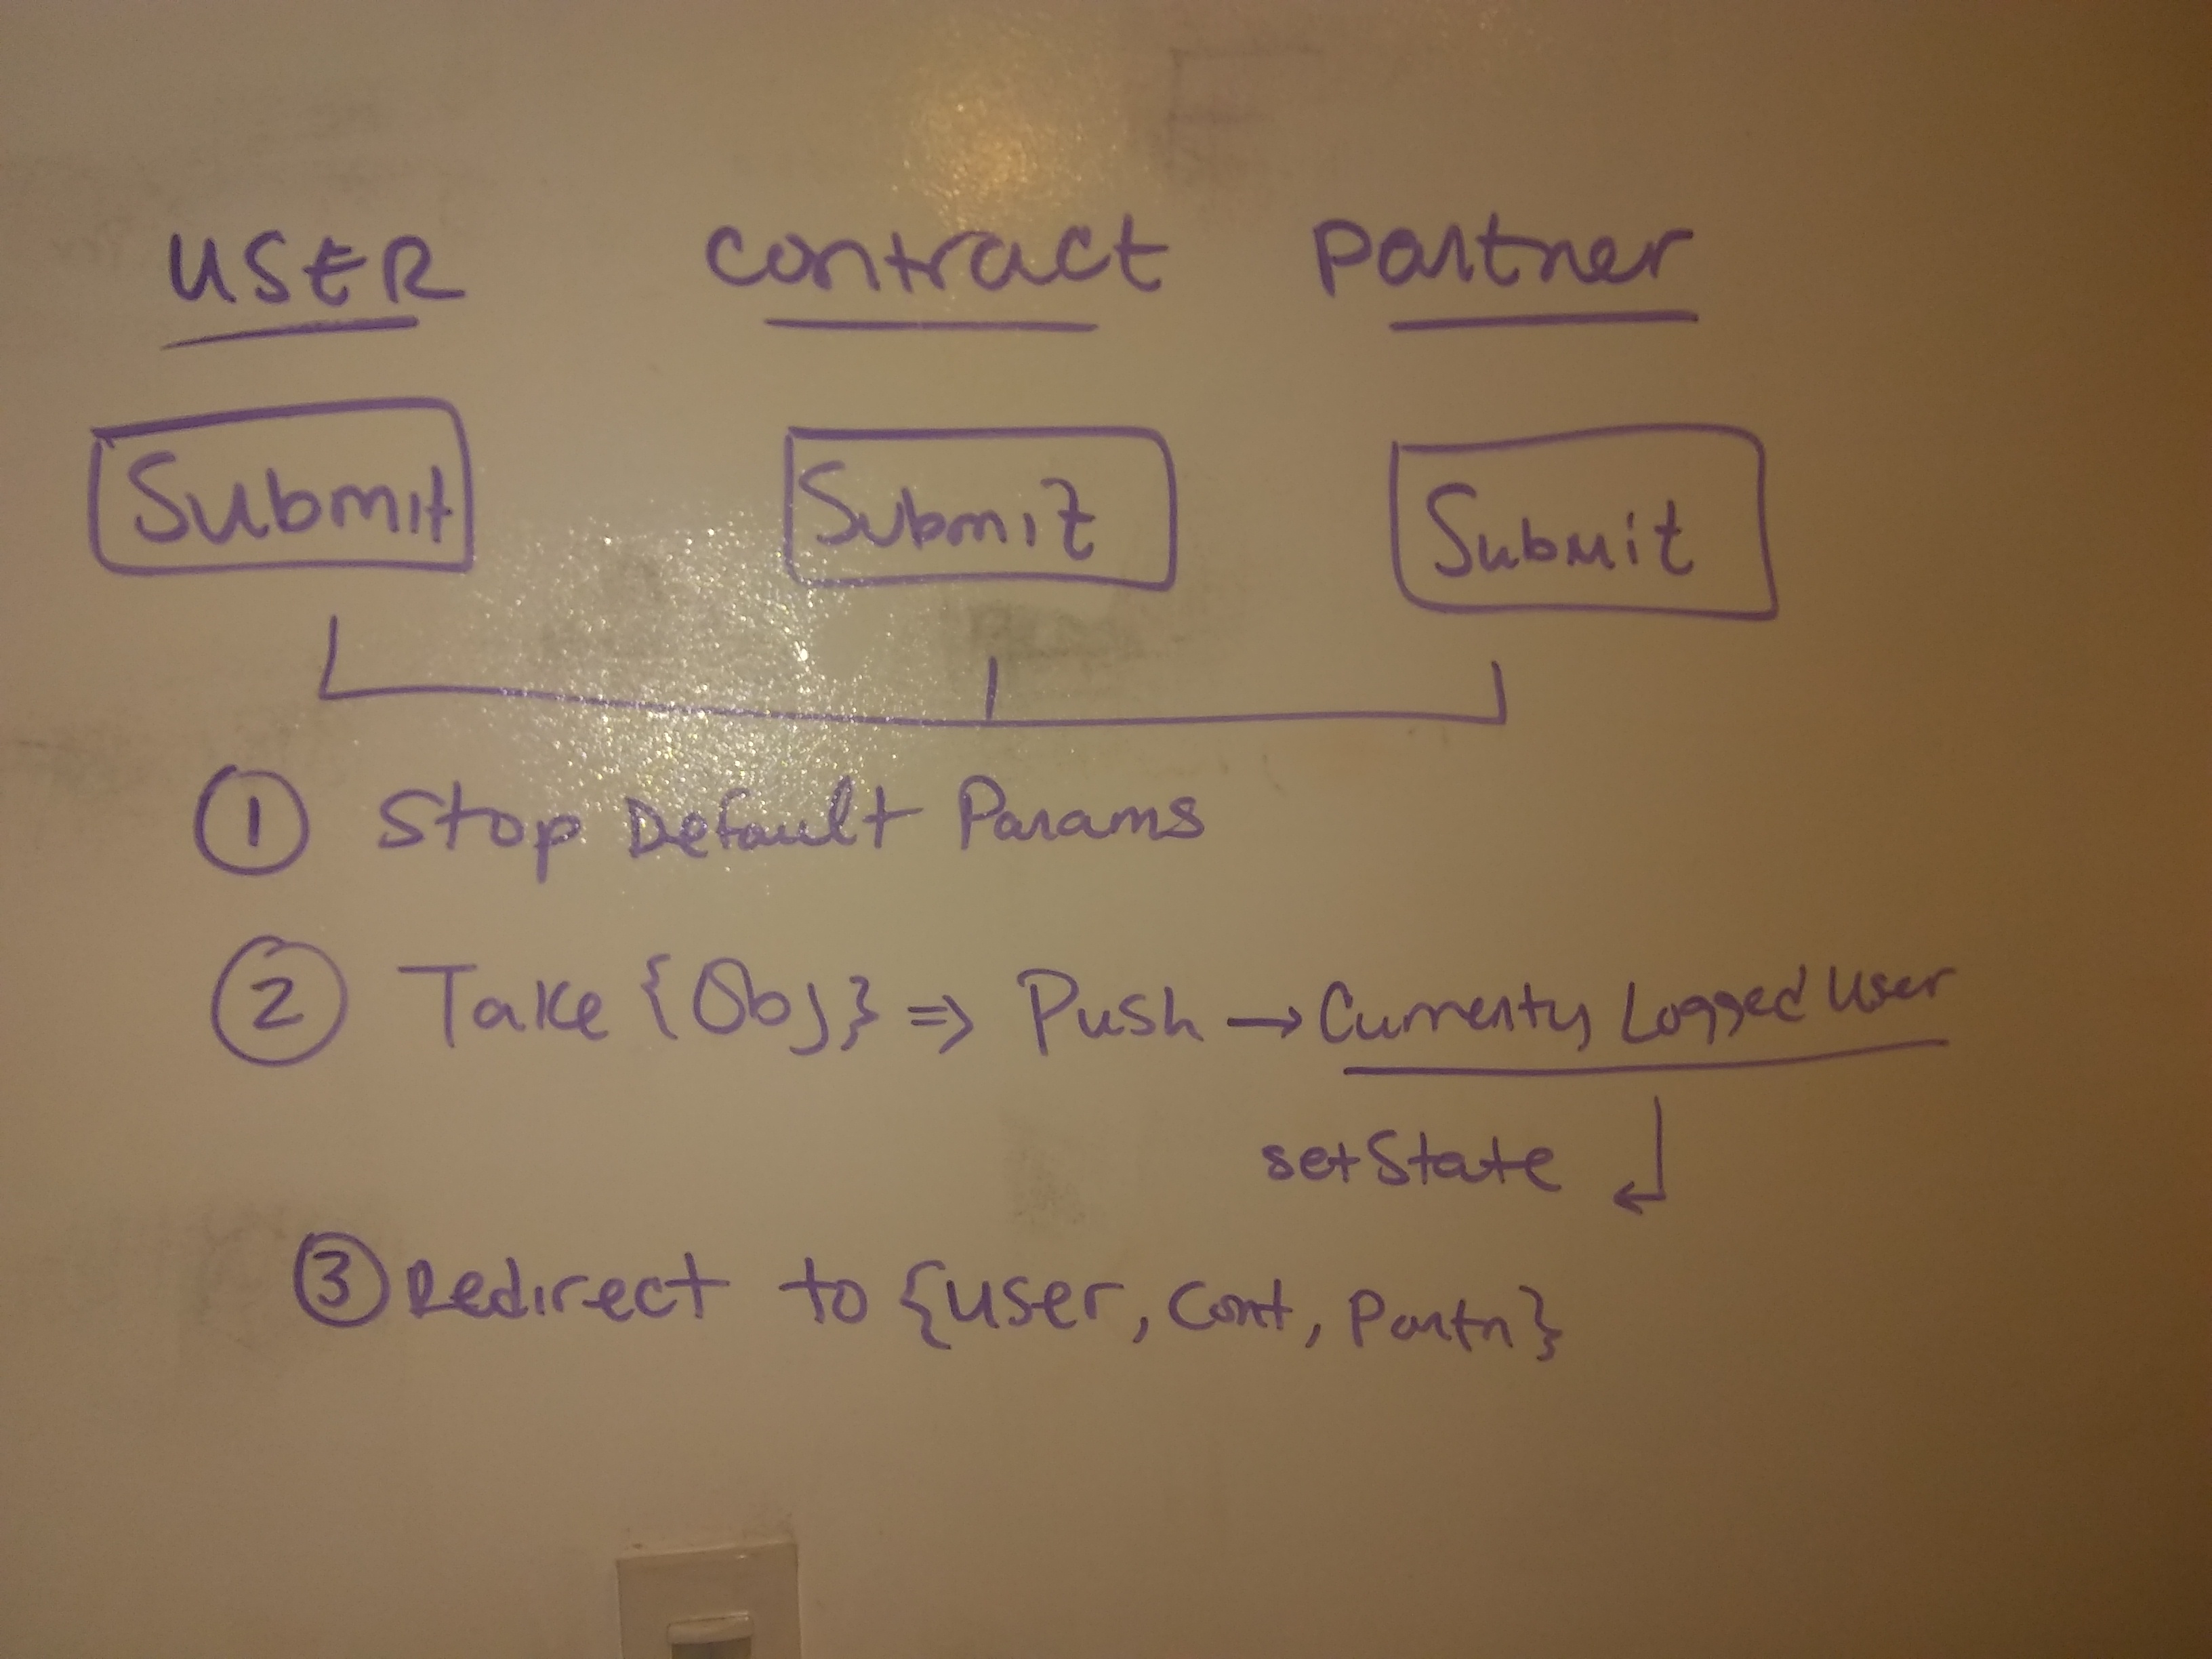 USER contract partner
Submit Submit Submit
① Stop Default Params
② Take {Obj} => Push → Currently Logged User
setState
③ Redirect to {user, cont, partn}